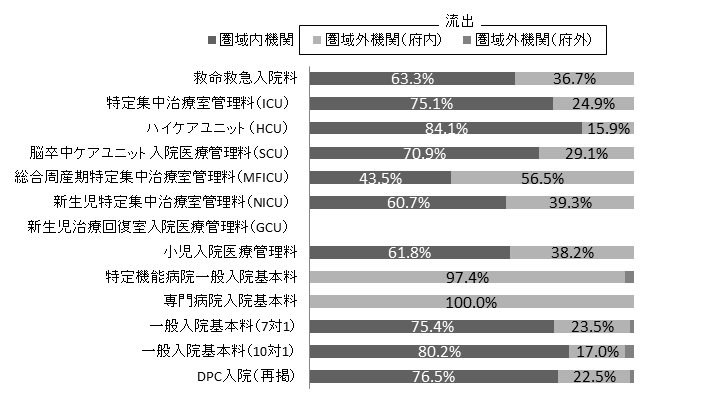 流出
圏域内機関 圏域外機関(府内) 圏域外機関(府外)
救命救急入院料 63.3% 36.7%
特定集中治療室管理料(ICU) 75.1% 24.9%
ハイケアユニット(HCU) 84.1% 15.9%
脳卒中ケアユニット入院医療管理料(SCU) 70.9% 29.1%
総合周産期特定集中治療室管理料(MFICU) 43.5% 56.5%
新生児特定集中治療室管理料(NICU) 60.7% 39.3%
新生児治療回復室入院医療管理料(GCU)
小児入院医療管理料 61.8% 38.2%
特定機能病院一般入院基本料 97.4%
専門病院入院基本料 100.0%
一般入院基本料(7対1) 75.4% 23.5%
一般入院基本料(10対1) 80.2% 17.0%
DPC入院(再掲) 76.5% 22.5%